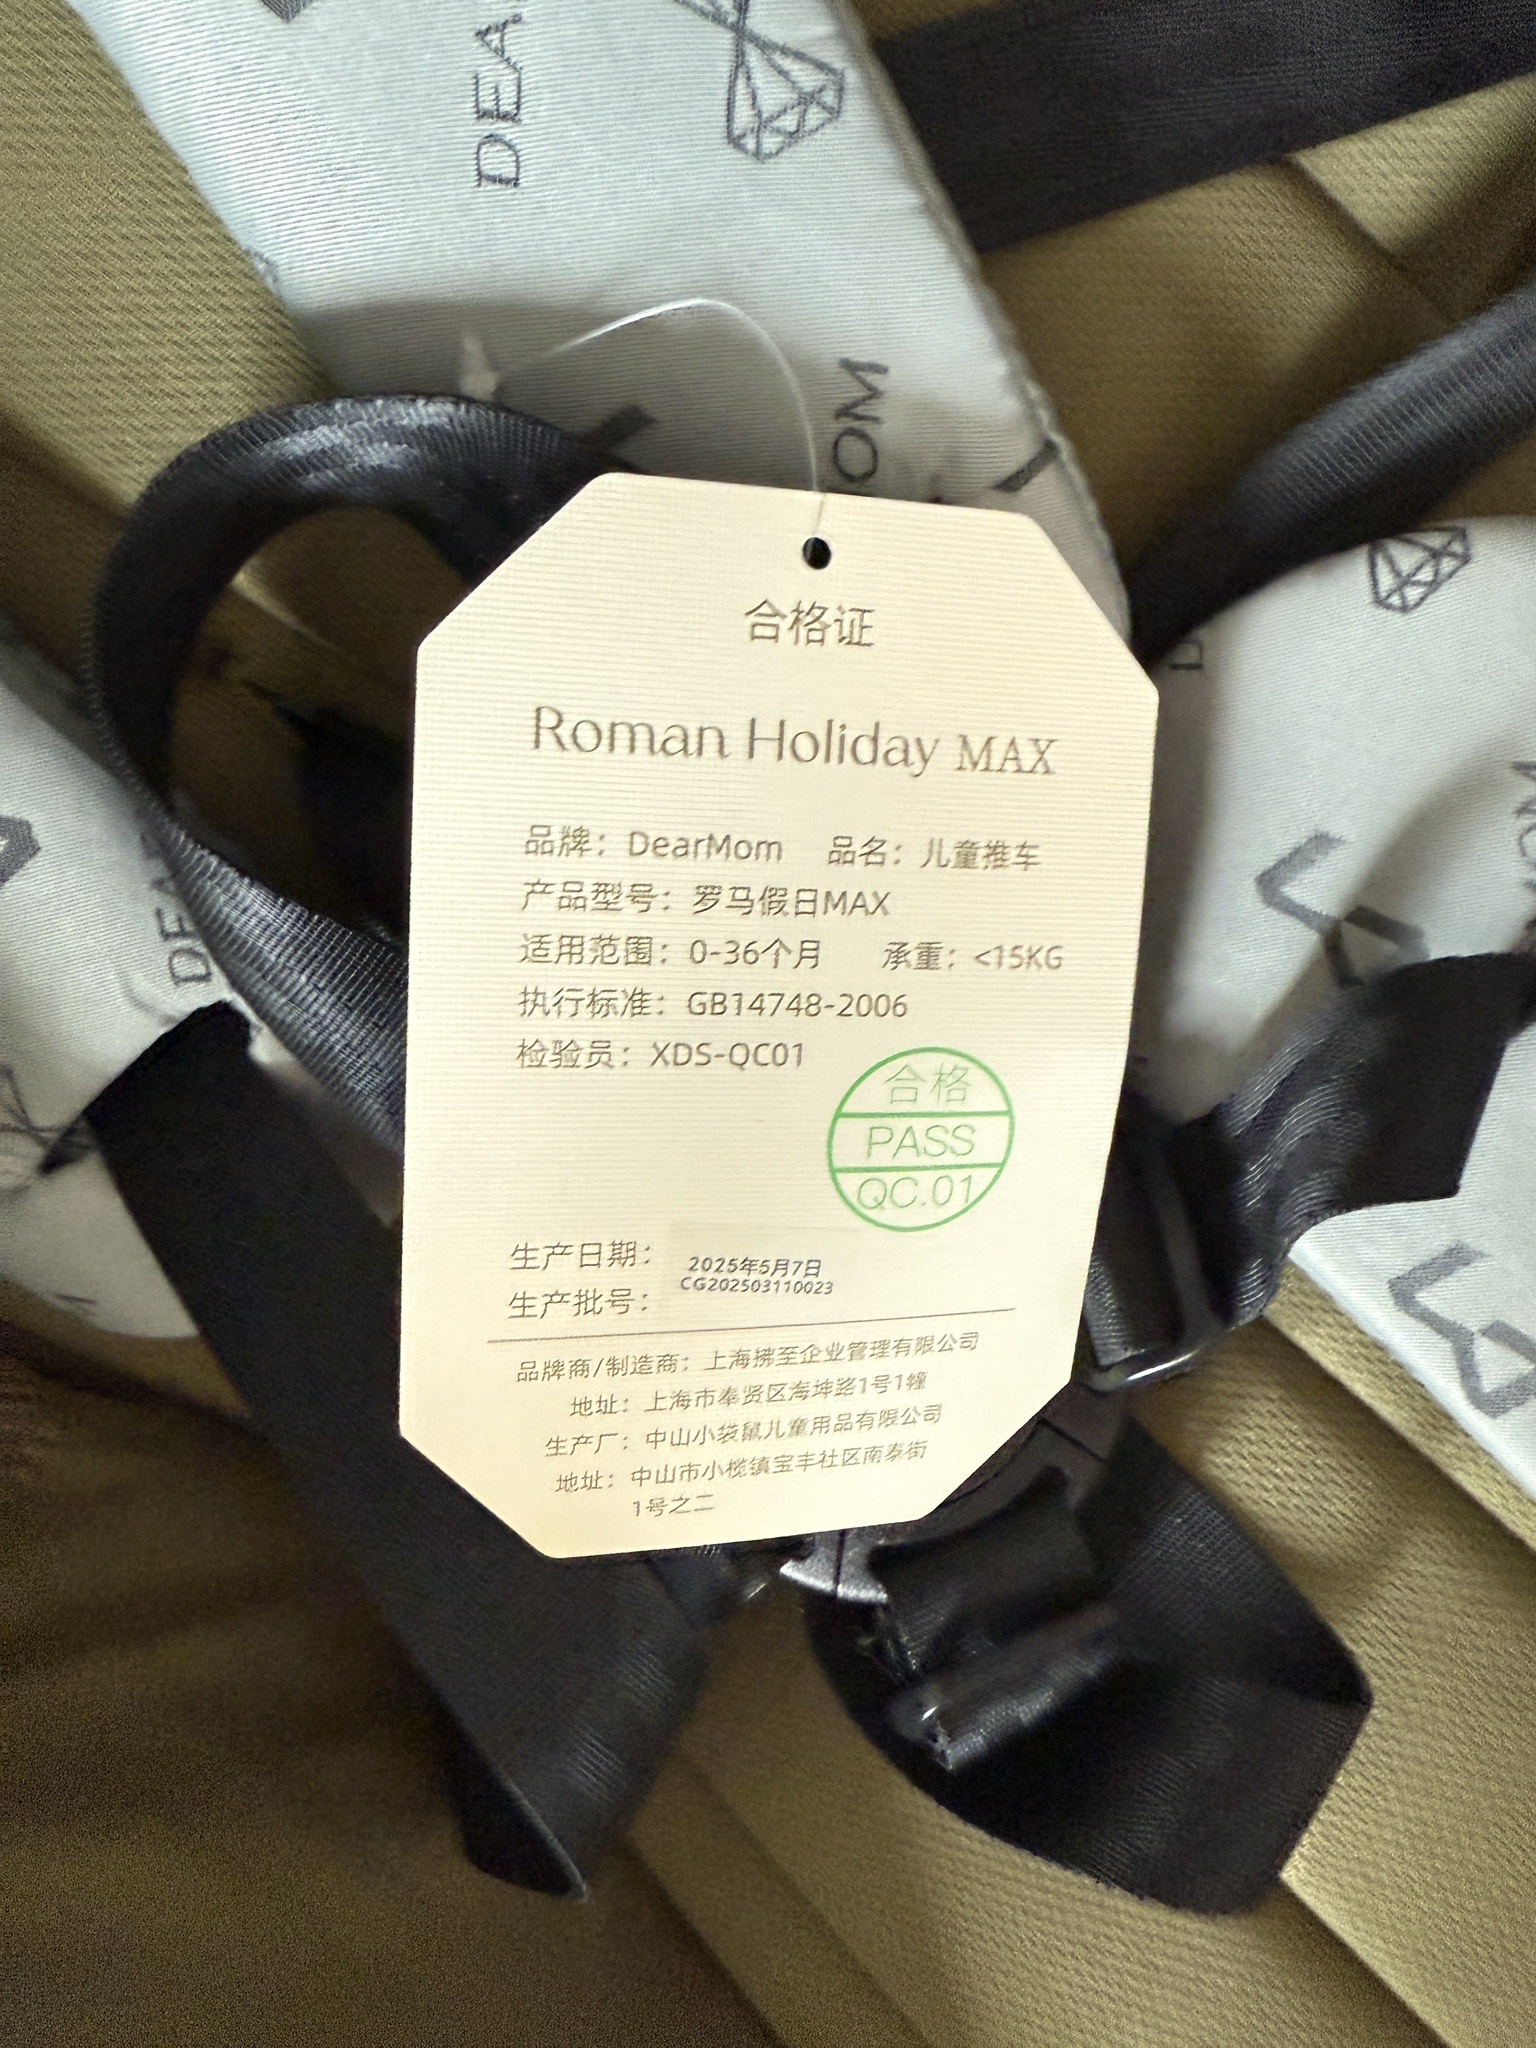 DEA
OM
合格证
Roman Holiday MAX
品牌：DearMom 品名：儿童推车
产品型号：罗马假日MAX
适用范围：0-36个月 承重：<15KG
执行标准：GB14748-2006
检验员：XDS-QC01
合格
PASS
QC.01
生产日期：2025年5月7日
生产批号：CG202503110023
品牌商/制造商：上海拂至企业管理有限公司
地址：上海市奉贤区海坤路1号1幢
生产厂：中山小袋鼠儿童用品有限公司
地址：中山市小榄镇宝丰社区南泰街
1号之二
DEA